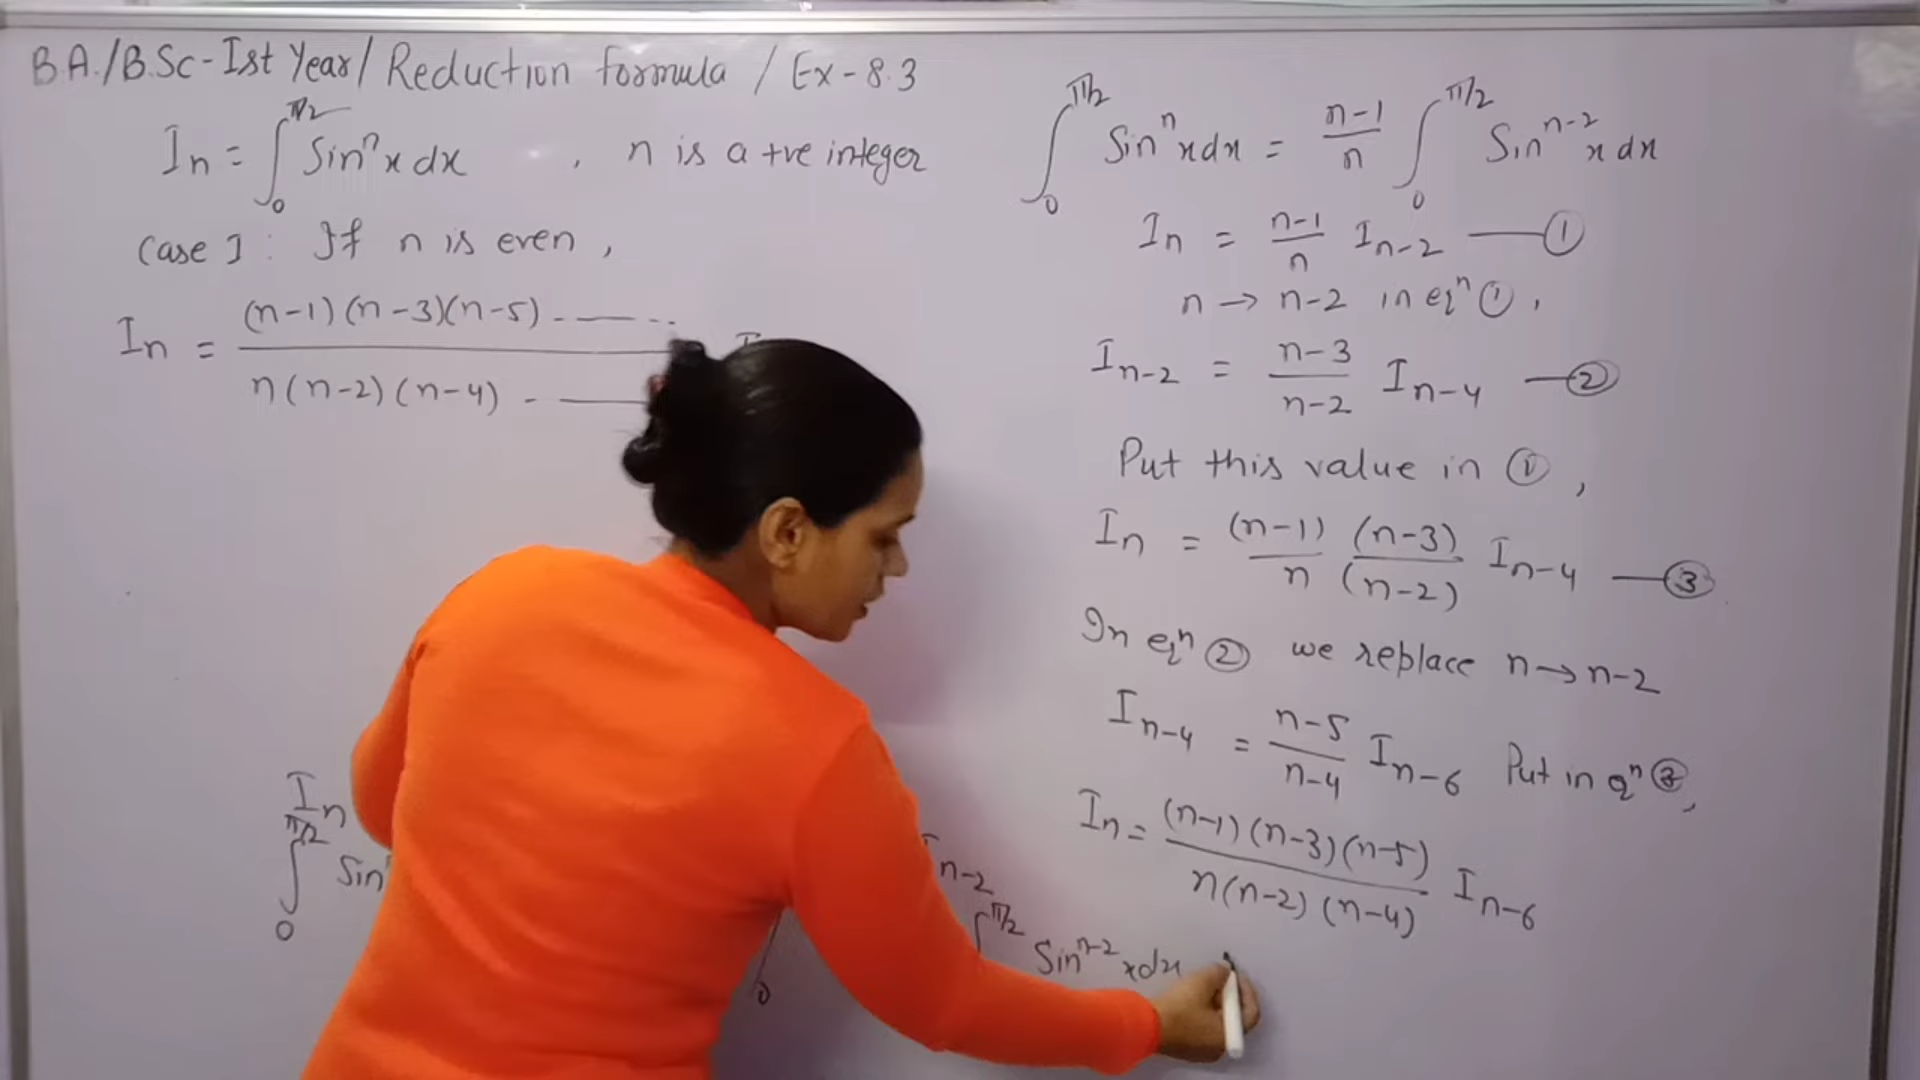 B.A./B.Sc-Ist Year/ Reduction formula / Ex-8.3
Iₙ = ∫₀^π/2 Sinⁿx dx , n is a +ve integer
Case I : If n is even ,
Iₙ = (n-1)(n-3)(n-5) ----- / n(n-2)(n-4) ----
Iₙ
∫₀^π/2 Sin
n-2
π/2 Sinⁿ⁻² x dx
0
∫₀^π/2 Sinⁿ x dx = n-1/n ∫₀^π/2 Sinⁿ⁻² x dx
Iₙ = n-1/n Iₙ₋₂ —①
n → n-2 in eqⁿ ① ,
Iₙ₋₂ = n-3/n-2 Iₙ₋₄ —②
Put this value in ① ,
Iₙ = (n-1)/n (n-3)/(n-2) Iₙ₋₄ —③
In eqⁿ ② we replace n→n-2
Iₙ₋₄ = n-5/n-4 Iₙ₋₆ Put in qⁿ ③,
Iₙ = (n-1)(n-3)(n-5)/n(n-2)(n-4) Iₙ₋₆